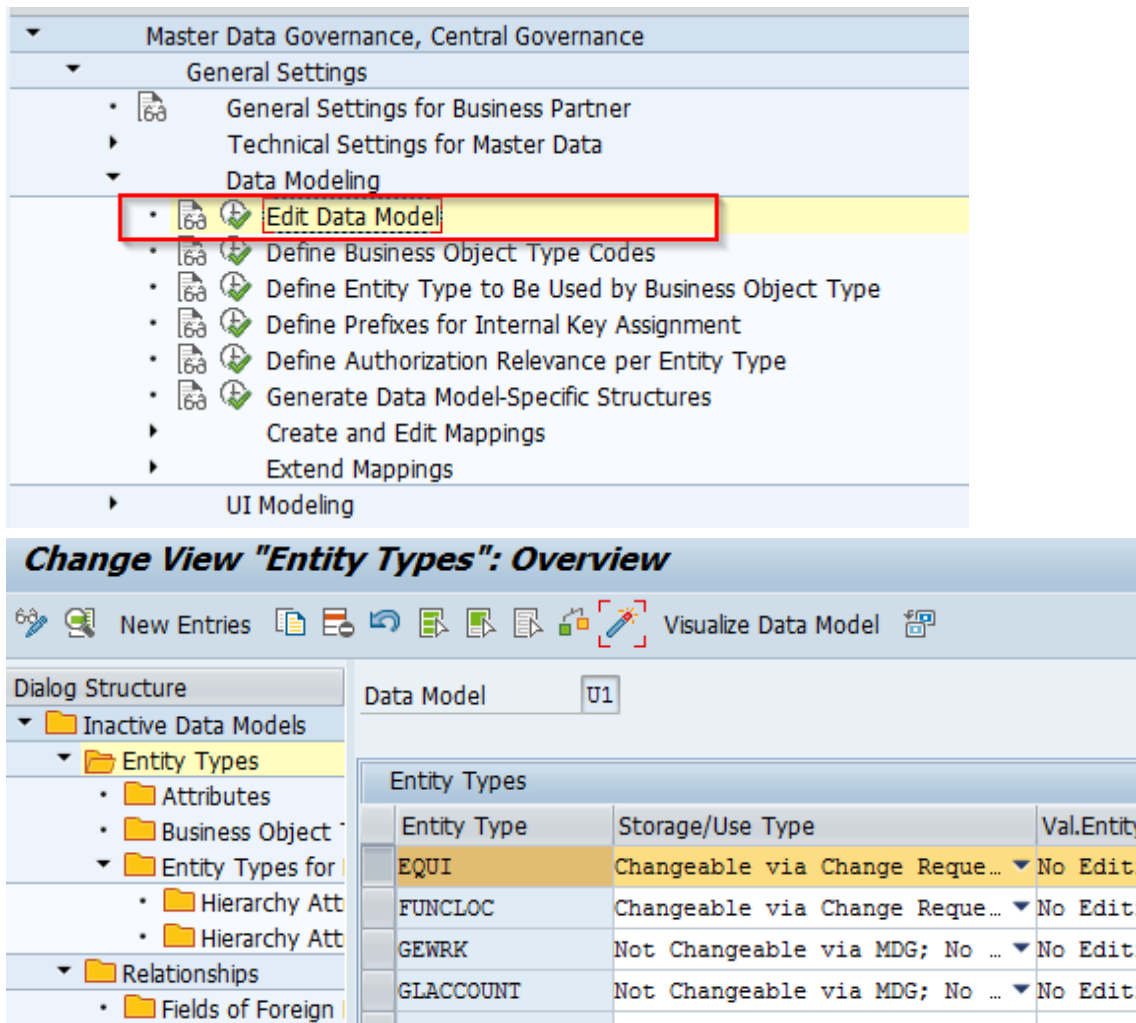 Master Data Governance, Central Governance
General Settings
General Settings for Business Partner
Technical Settings for Master Data
Data Modeling
Edit Data Model
Define Business Object Type Codes
Define Entity Type to Be Used by Business Object Type
Define Prefixes for Internal Key Assignment
Define Authorization Relevance per Entity Type
Generate Data Model-Specific Structures
Create and Edit Mappings
Extend Mappings
UI Modeling
Change View "Entity Types": Overview
New Entries Visualize Data Model
Dialog Structure
Data Model U1
Inactive Data Models
Entity Types
Attributes
Business Object
Entity Types for
Hierarchy Att
Hierarchy Att
Relationships
Fields of Foreign
Entity Types
Entity Type Storage/Use Type Val.Entity
EQUI Changeable via Change Reque… No Edit
FUNCLOC Changeable via Change Reque… No Edit
GEWRK Not Changeable via MDG; No … No Edit
GLACCOUNT Not Changeable via MDG; No … No Edit